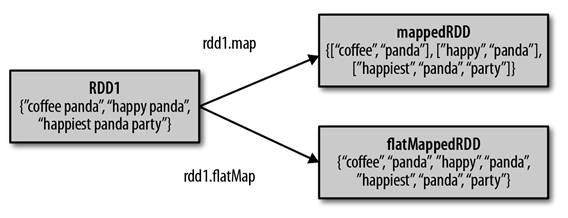 rdd1.map
mappedRDD
{["coffee","panda"], ["happy","panda"],
["happiest","panda","party"]}
RDD1
{"coffee panda", "happy panda",
"happiest panda party"}
rdd1.flatMap
flatMappedRDD
{"coffee","panda", "happy","panda",
"happiest","panda","party"}